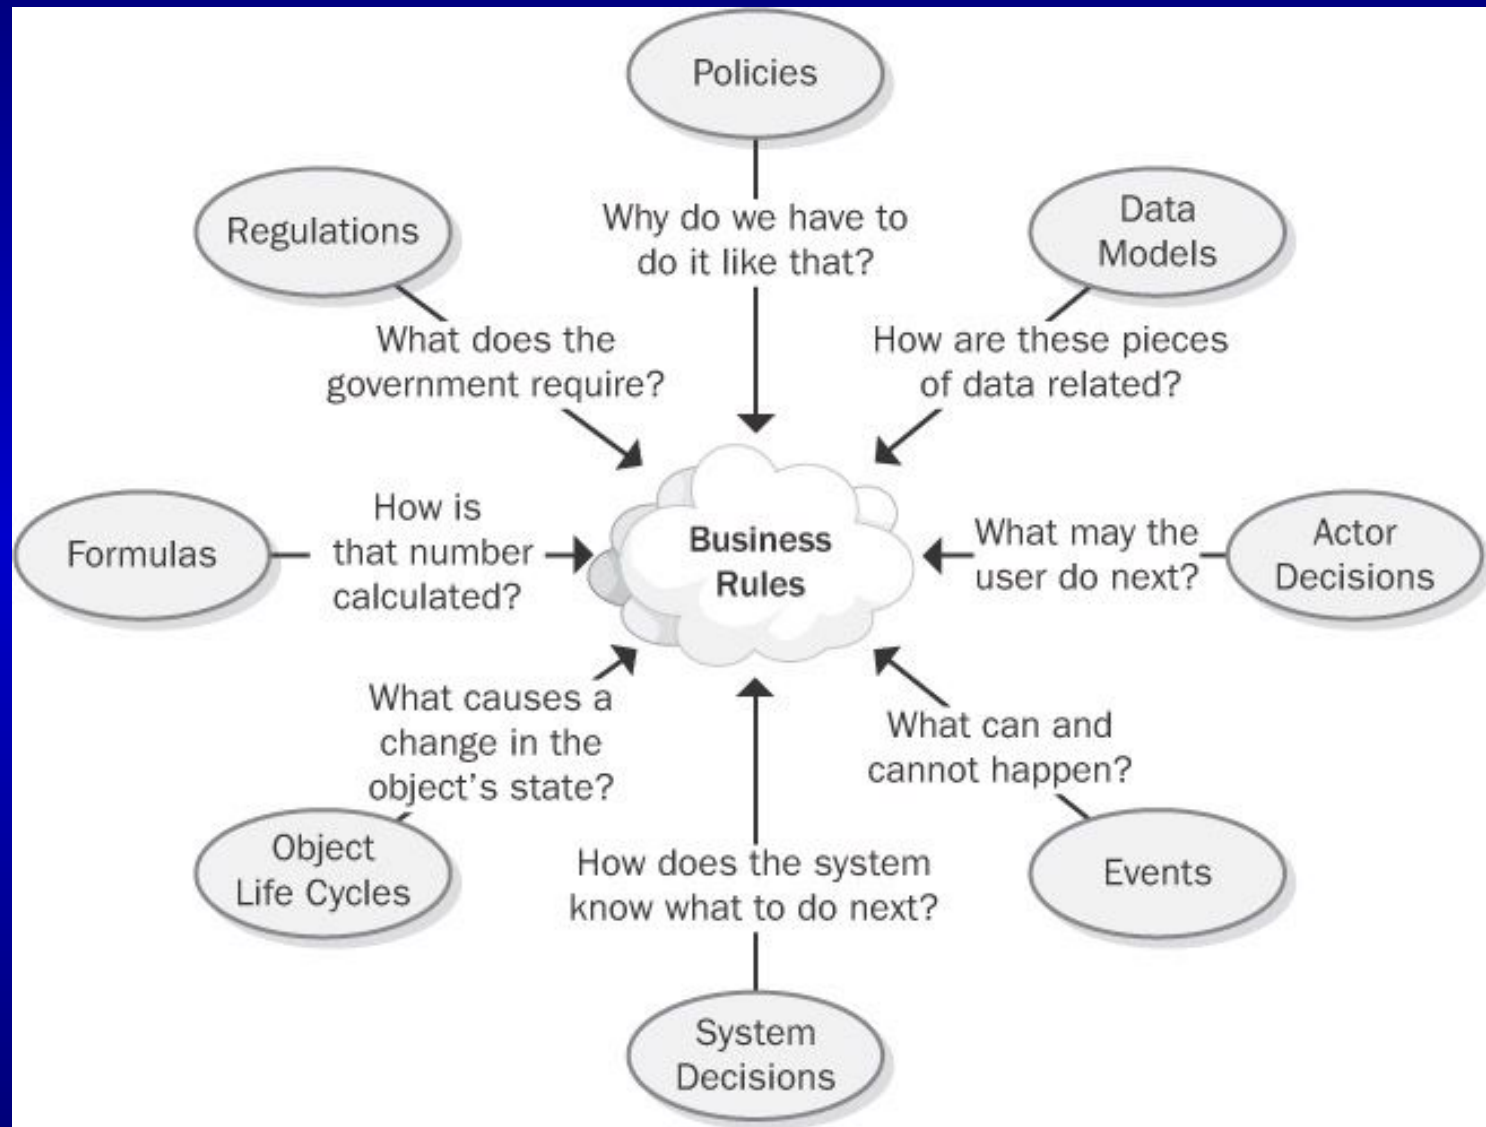 Policies
Why do we have to
do it like that?
Regulations
What does the
government require?
Data
Models
How are these pieces
of data related?
Formulas
How is
that number
calculated?
Business
Rules
What may the
user do next?
Actor
Decisions
What causes a
change in the
object's state?
Object
Life Cycles
What can and
cannot happen?
Events
How does the system
know what to do next?
System
Decisions